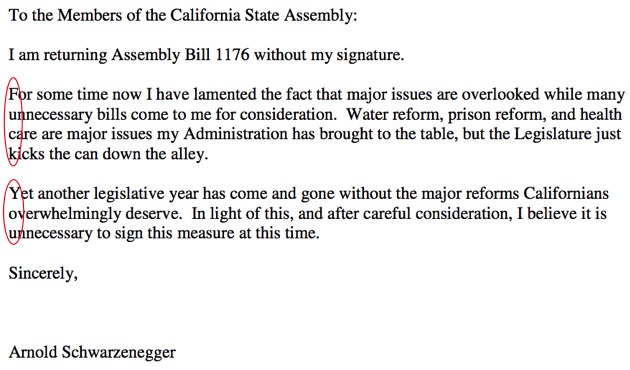 To the Members of the California State Assembly:
I am returning Assembly Bill 1176 without my signature.
For some time now I have lamented the fact that major issues are overlooked while many
unnecessary bills come to me for consideration.  Water reform, prison reform, and health
care are major issues my Administration has brought to the table, but the Legislature just
kicks the can down the alley.
Yet another legislative year has come and gone without the major reforms Californians
overwhelmingly deserve.  In light of this, and after careful consideration, I believe it is
unnecessary to sign this measure at this time.
Sincerely,
Arnold Schwarzenegger